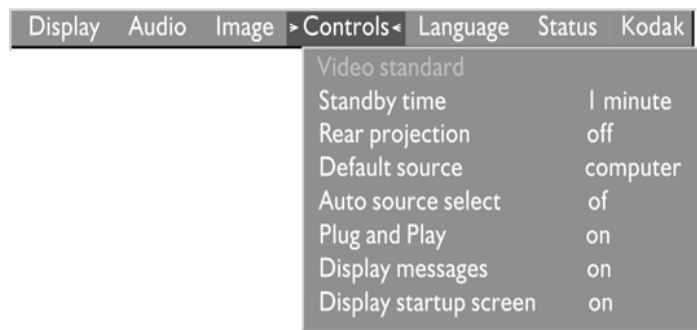 Display Audio Image Controls Language Status Kodak
Video standard
Standby time 1 minute
Rear projection off
Default source computer
Auto source select of
Plug and Play on
Display messages on
Display startup screen on